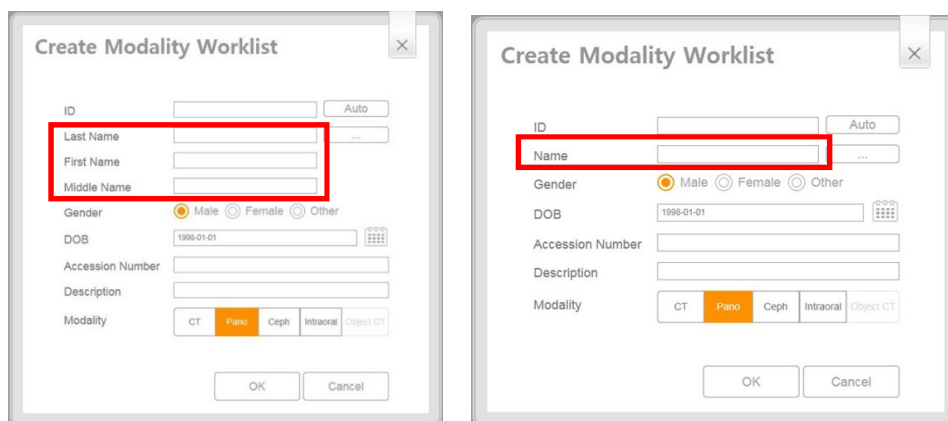 Create Modality Worklist
ID
Auto
Last Name
...
First Name
Middle Name
Gender
Male
Female
Other
DOB
1998-01-01
Accession Number
Description
Modality
CT
Pano
Ceph
Intraoral
Object CT
OK
Cancel
Create Modality Worklist
ID
Auto
Name
...
Gender
Male
Female
Other
DOB
1998-01-01
Accession Number
Description
Modality
CT
Pano
Ceph
Intraoral
Object CT
OK
Cancel